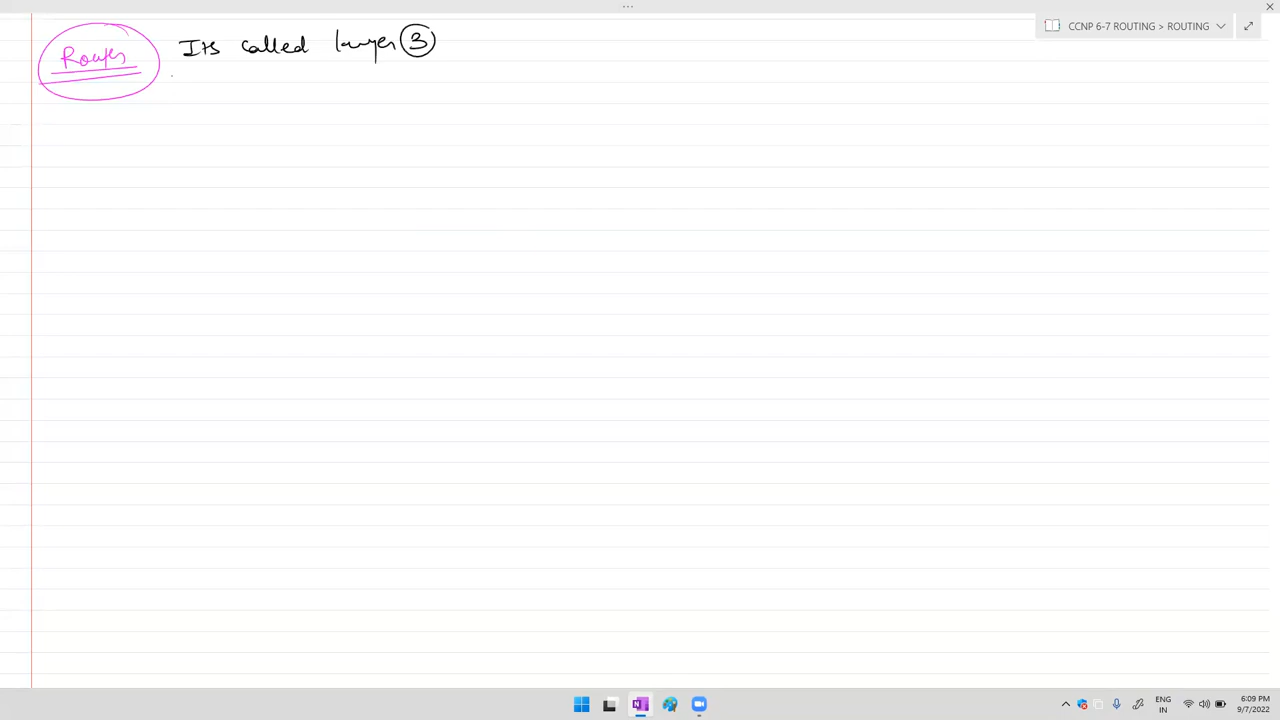 CCNP 6-7 ROUTING > ROUTING
Router Its called layer 3
ENG
IN
6:09 PM
9/7/2022